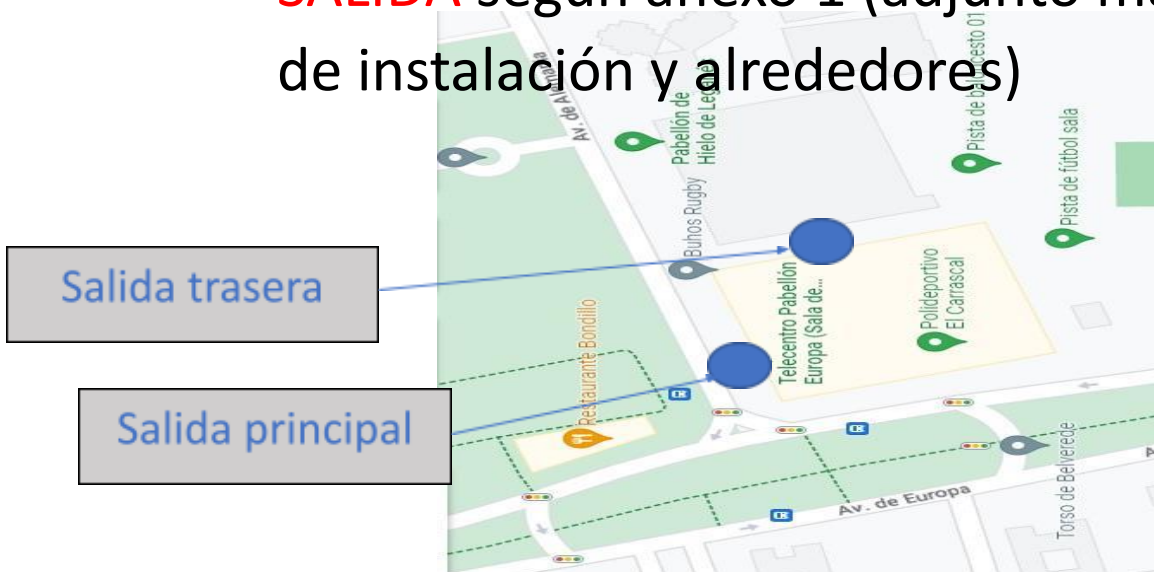 SALIDA según anexo 1 (adjunto
de instalación y alrededores)
Av. de Alemania
Pabellón de
Hielo de Leganés
Pista de baloncesto 01
Pista de fútbol sala
Buhos Rugby
Salida trasera
Telecentro Pabellón
Europa (Sala de...
Polideportivo
El Carrascal
Restaurante Bondillo
Salida principal
Av. de Europa
Torso de Belverede